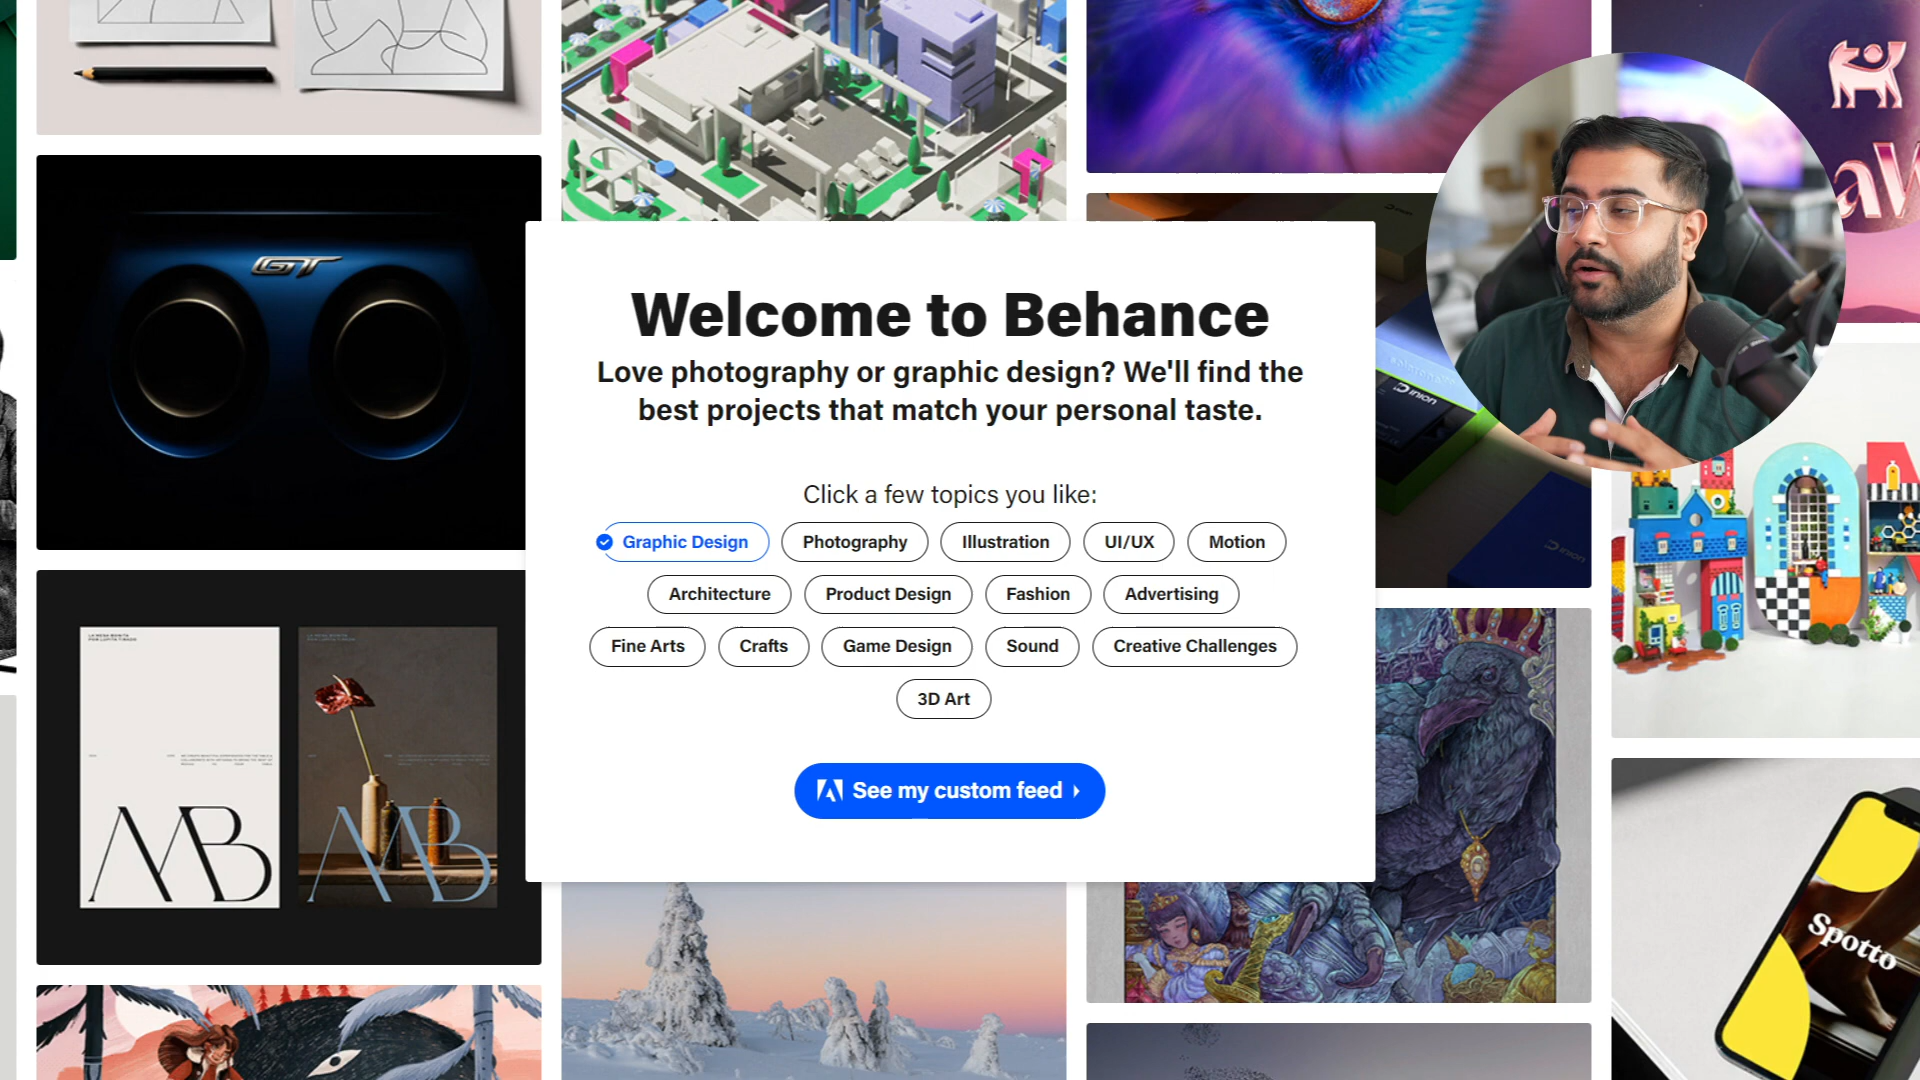 GT
Welcome to Behance
Love photography or graphic design? We'll find the
best projects that match your personal taste.
Click a few topics you like:
Graphic Design
Photography
Illustration
UI/UX
Motion
Architecture
Product Design
Fashion
Advertising
Fine Arts
Crafts
Game Design
Sound
Creative Challenges
3D Art
See my custom feed
inion
inion
MB
MB
Spotto